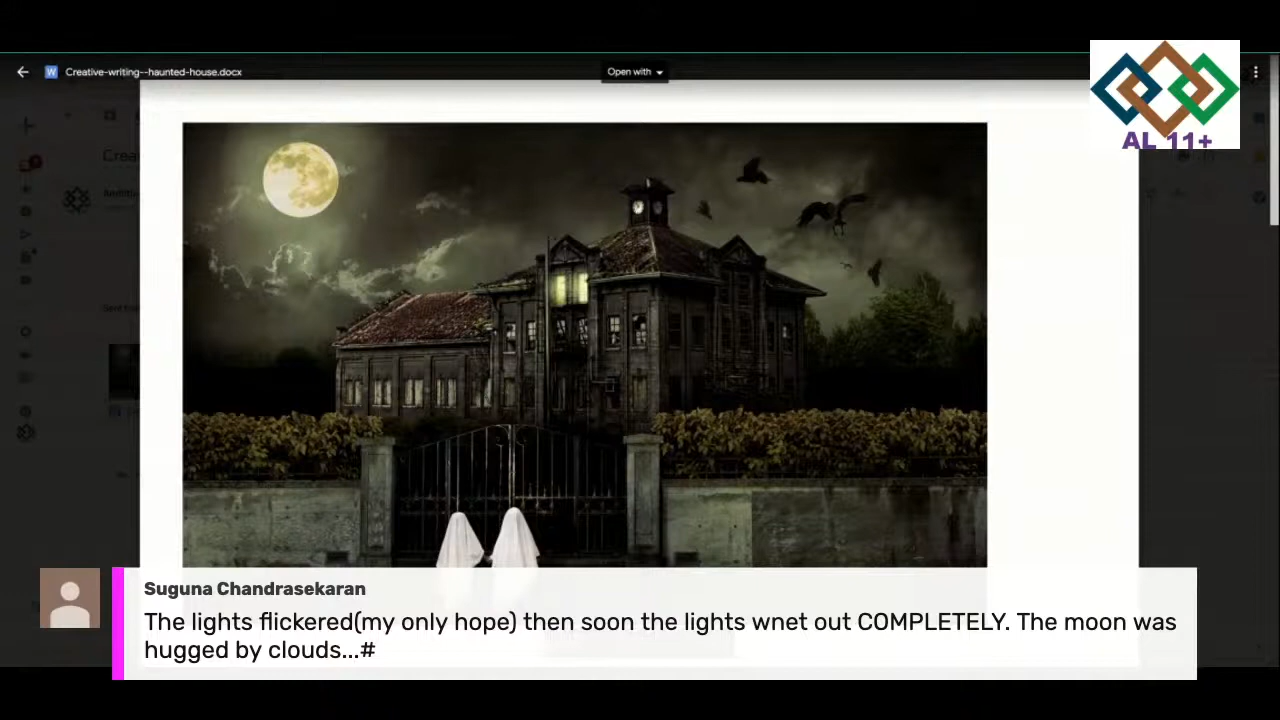 Creative-writing--haunted-house.docx
Open with
AL 11+
Suguna Chandrasekaran
The lights flickered(my only hope) then soon the lights wnet out COMPLETELY. The moon was
hugged by clouds...#